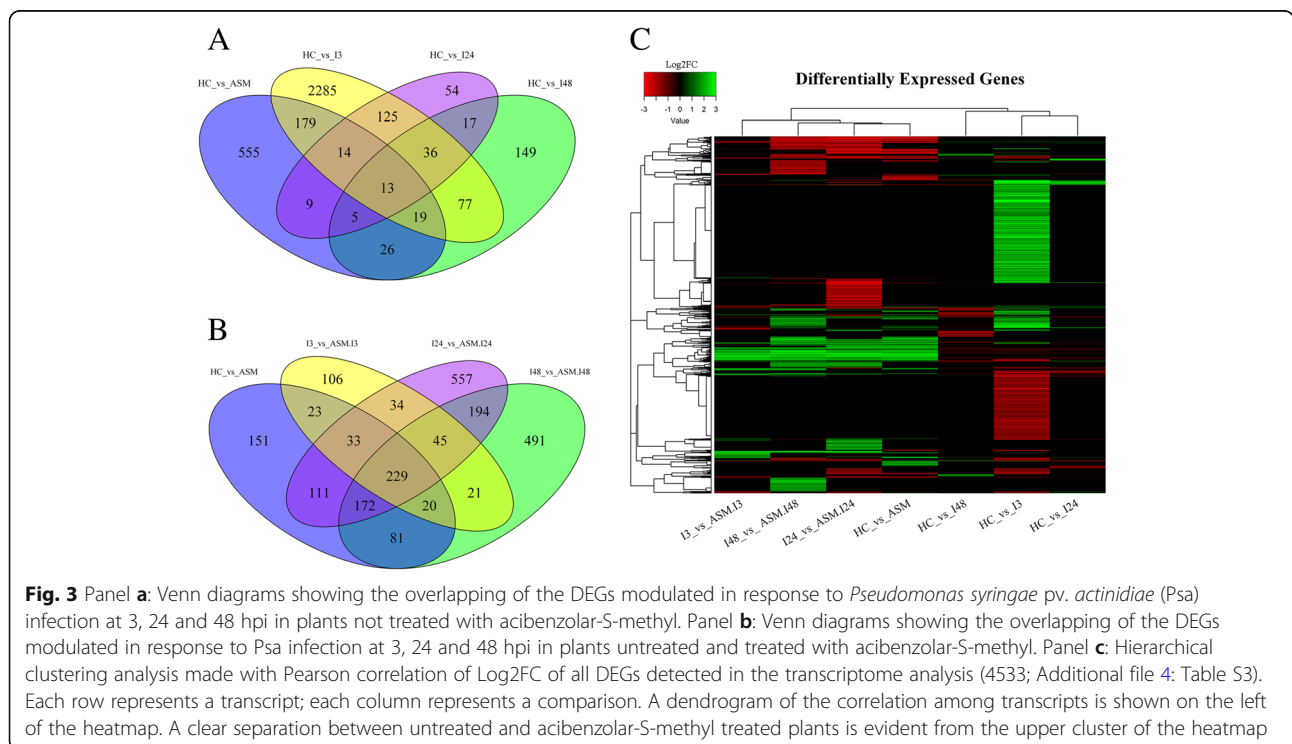 A
HC_vs_I3
HC_vs_I24
HC_vs_ASM
HC_vs_I48
2285
54
179
125
17
555
14
36
149
13
9
5
19
77
26
B
I3_vs_ASM.I3
I24_vs_ASM.I24
HC_vs_ASM
I48_vs_ASM.I48
106
557
23
34
194
151
33
45
491
229
111
172
20
21
81
C
Log2FC
-3 -2 -1 0 1 2 3
Value
Differentially Expressed Genes
I3_vs_ASM.I3
I48_vs_ASM.I48
I24_vs_ASM.I24
HC_vs_ASM
HC_vs_I48
HC_vs_I3
HC_vs_I24
Fig. 3 Panel a: Venn diagrams showing the overlapping of the DEGs modulated in response to Pseudomonas syringae pv. actinidiae (Psa)
infection at 3, 24 and 48 hpi in plants not treated with acibenzolar-S-methyl. Panel b: Venn diagrams showing the overlapping of the DEGs
modulated in response to Psa infection at 3, 24 and 48 hpi in plants untreated and treated with acibenzolar-S-methyl. Panel c: Hierarchical
clustering analysis made with Pearson correlation of Log2FC of all DEGs detected in the transcriptome analysis (4533; Additional file 4: Table S3).
Each row represents a transcript; each column represents a comparison. A dendrogram of the correlation among transcripts is shown on the left
of the heatmap. A clear separation between untreated and acibenzolar-S-methyl treated plants is evident from the upper cluster of the heatmap